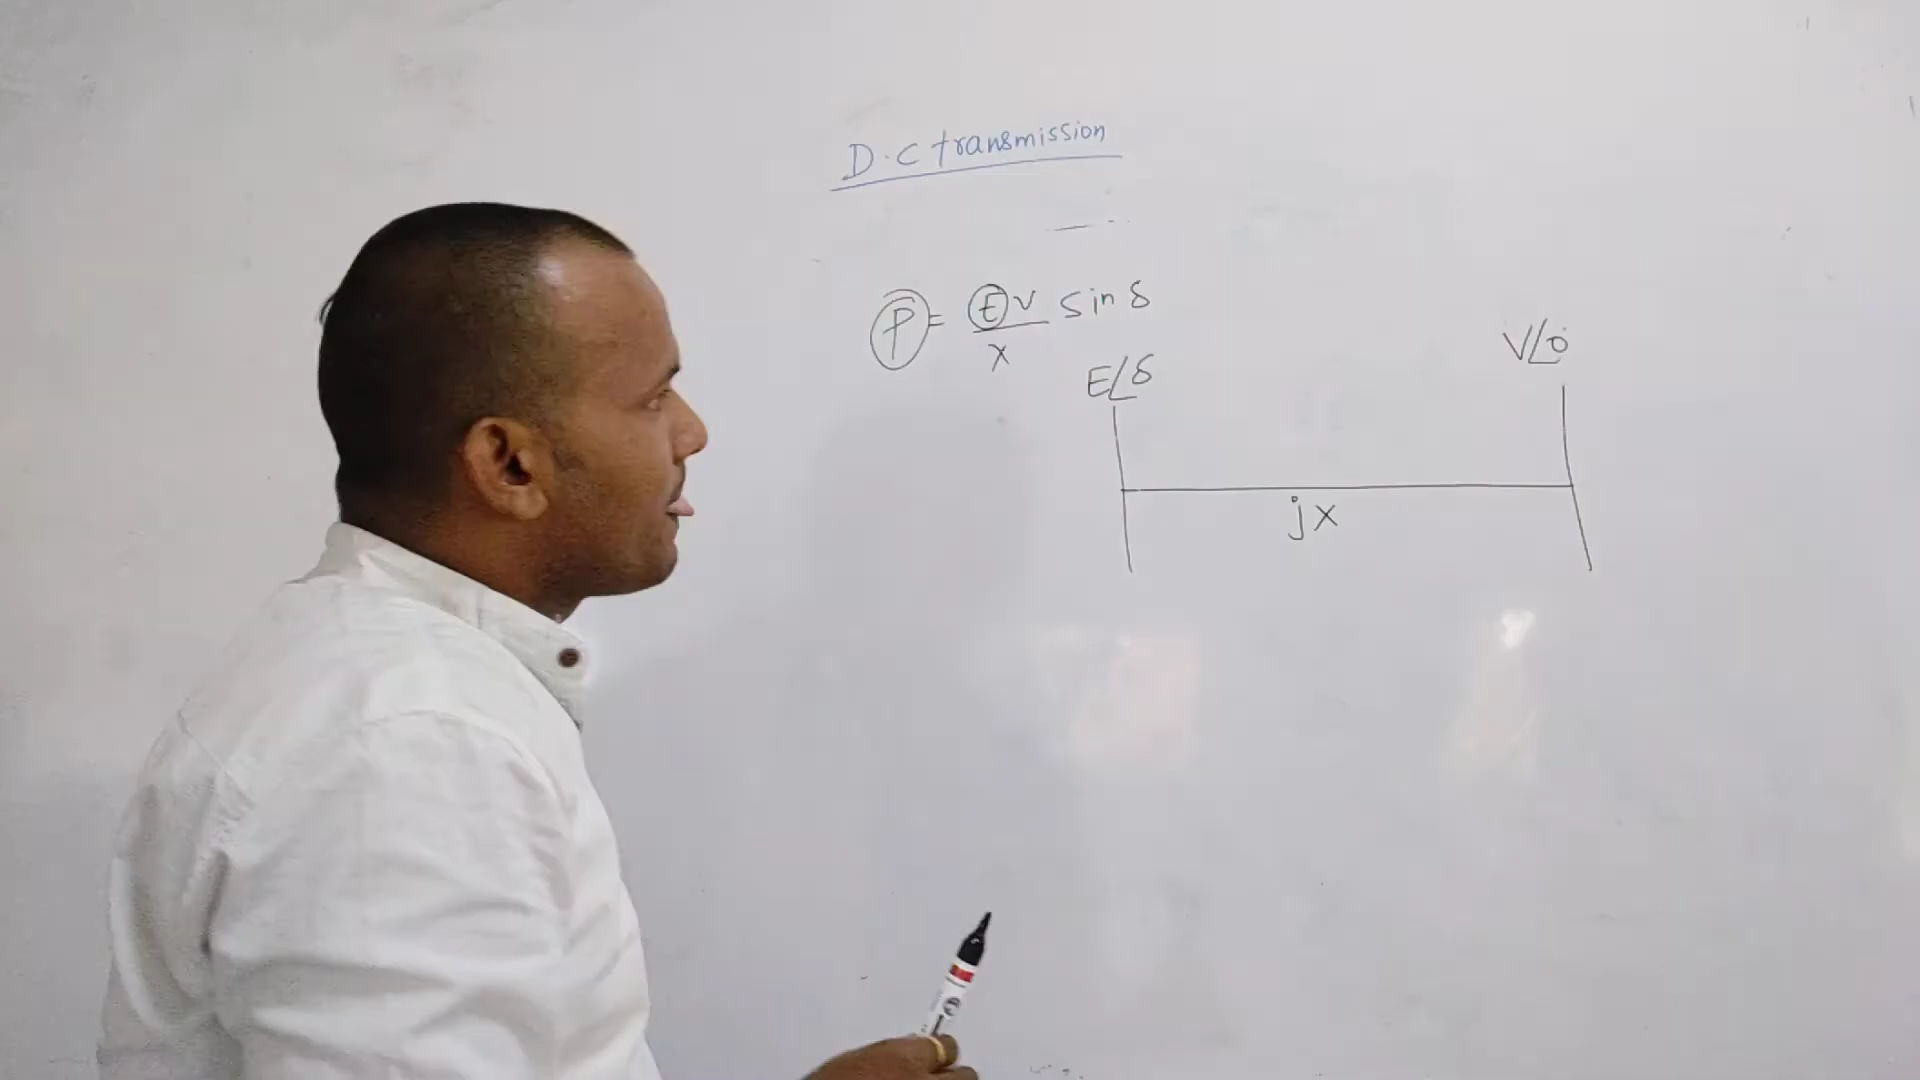 D.C transmission
P = EV/X sin δ
E∠δ
V∠0
jx